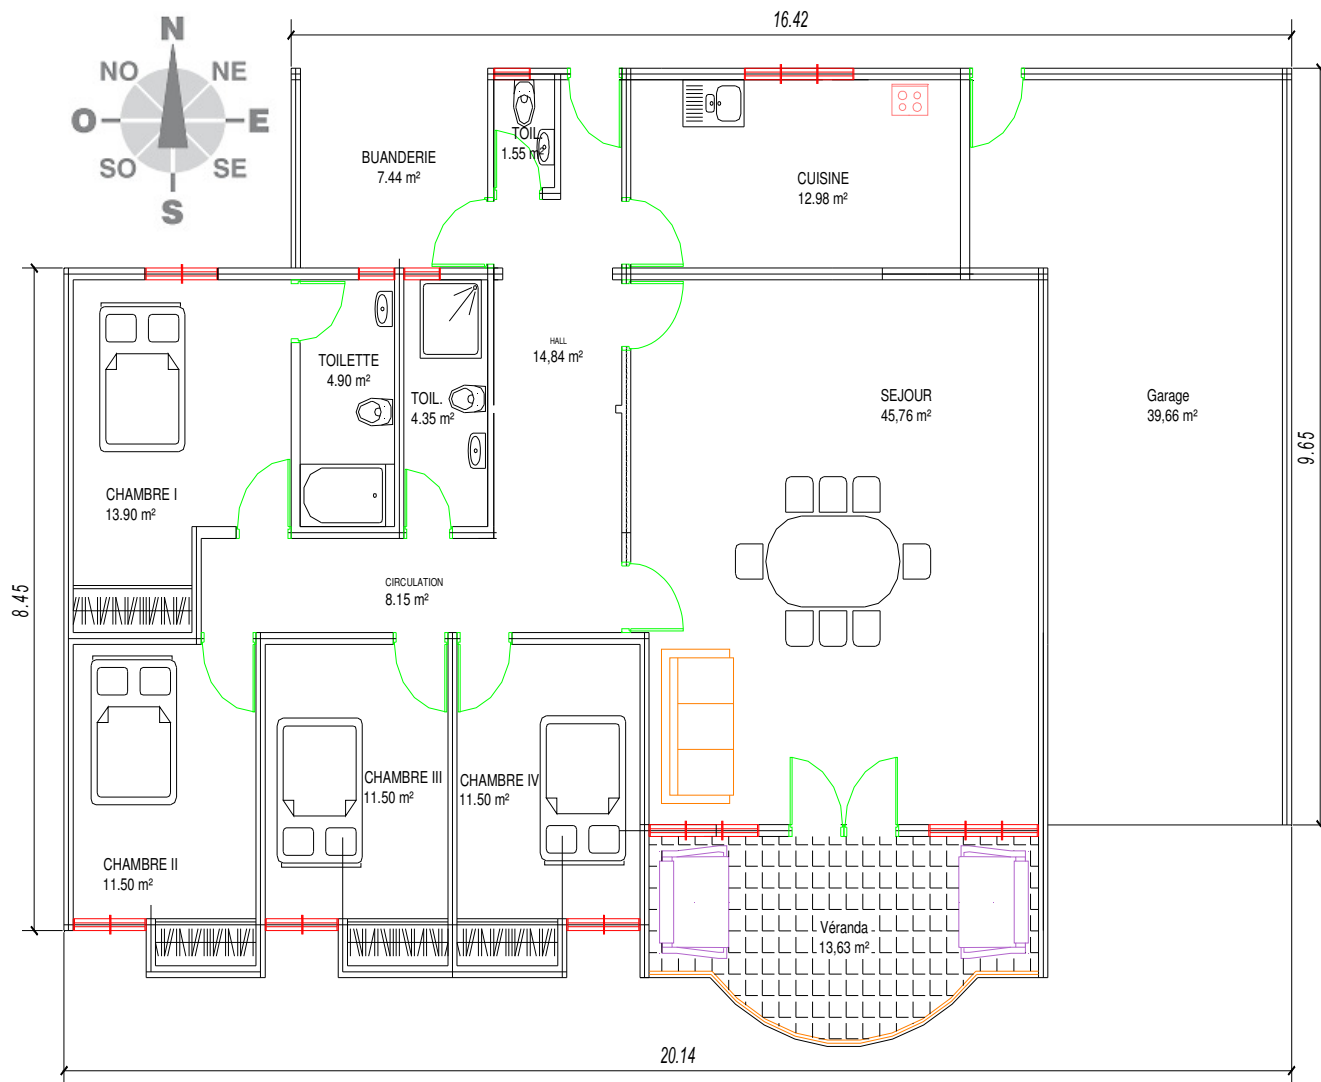 16.42
N
NO
NE
O
E
SO
SE
S
TOIL.
1.55 m²
BUANDERIE
7.44 m²
CUISINE
12.98 m²
HALL
14,84 m²
TOILETTE
4.90 m²
TOIL.
4.35 m²
SEJOUR
45,76 m²
Garage
39,66 m²
9.65
CHAMBRE I
13.90 m²
8.45
CIRCULATION
8.15 m²
CHAMBRE III
11.50 m²
CHAMBRE IV
11.50 m²
CHAMBRE II
11.50 m²
Véranda
13,63 m²
20.14